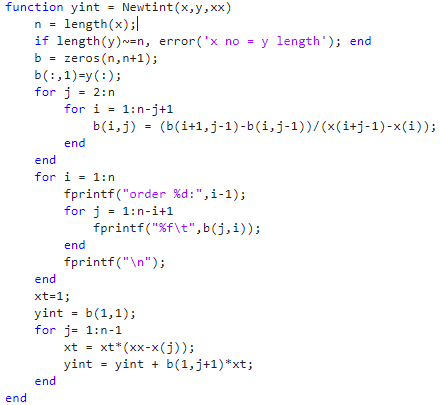 function yint = Newtint(x,y,xx)
    n = length(x);
    if length(y)~=n, error('x no = y length'); end
    b = zeros(n,n+1);
    b(:,1)=y(:);
    for j = 2:n
        for i = 1:n-j+1
            b(i,j) = (b(i+1,j-1)-b(i,j-1))/(x(i+j-1)-x(i));
        end
    end
    for i = 1:n
        fprintf("order %d:",i-1);
        for j = 1:n-i+1
            fprintf("%f\t",b(j,i));
        end
        fprintf("\n");
    end
    xt=1;
    yint = b(1,1);
    for j= 1:n-1
        xt = xt*(xx-x(j));
        yint = yint + b(1,j+1)*xt;
    end
end